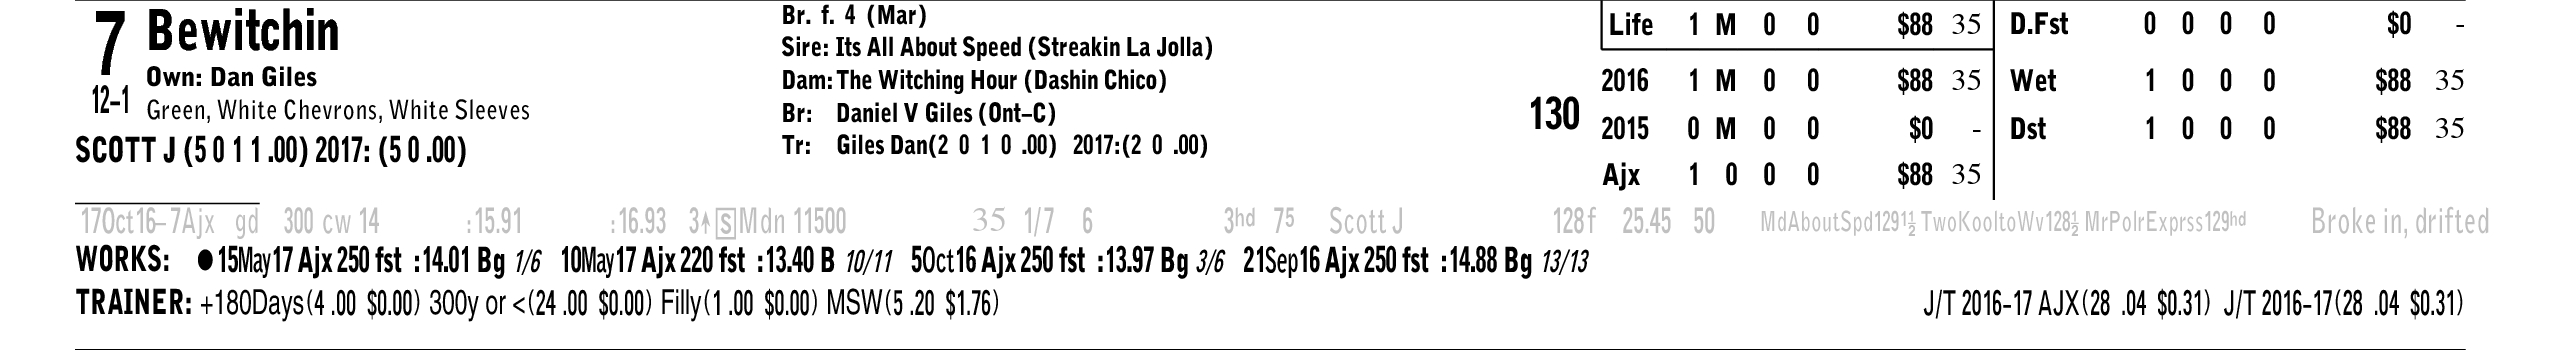 7 Bewitchin
Own: Dan Giles
12-1 Green, White Chevrons, White Sleeves
SCOTT J (5 0 1 1 .00) 2017: (5 0 .00)
Br. f. 4 (Mar)
Sire: Its All About Speed (Streakin La Jolla)
Dam: The Witching Hour (Dashin Chico)
Br: Daniel V Giles (Ont-C)
Tr: Giles Dan(2 0 1 0 .00) 2017:(2 0 .00)
130
Life 1 M 0 0 $88 35
2016 1 M 0 0 $88 35
2015 0 M 0 0 $0 -
Ajx 1 0 0 0 $88 35
D.Fst 0 0 0 0 $0 -
Wet 1 0 0 0 $88 35
Dst 1 0 0 0 $88 35
17Oct16-7Ajx gd 300 cw 14 :15.91 :16.93 3↑ S Mdn 11500 35 1/7 6 3hd 75 Scott J 128 f 25.45 50 MdAboutSpd129 1½ TwoKooltoWv128½ MrPolrExprss129hd Broke in, drifted
WORKS: ●15May17 Ajx 250 fst :14.01 Bg 1/6 10May17 Ajx 220 fst :13.40 B 10/11 5Oct16 Ajx 250 fst :13.97 Bg 3/6 21Sep16 Ajx 250 fst :14.88 Bg 13/13
TRAINER: +180Days(4 .00 $0.00) 300y or <(24 .00 $0.00) Filly(1 .00 $0.00) MSW(5 .20 $1.76) J/T 2016-17 AJX(28 .04 $0.31) J/T 2016-17(28 .04 $0.31)